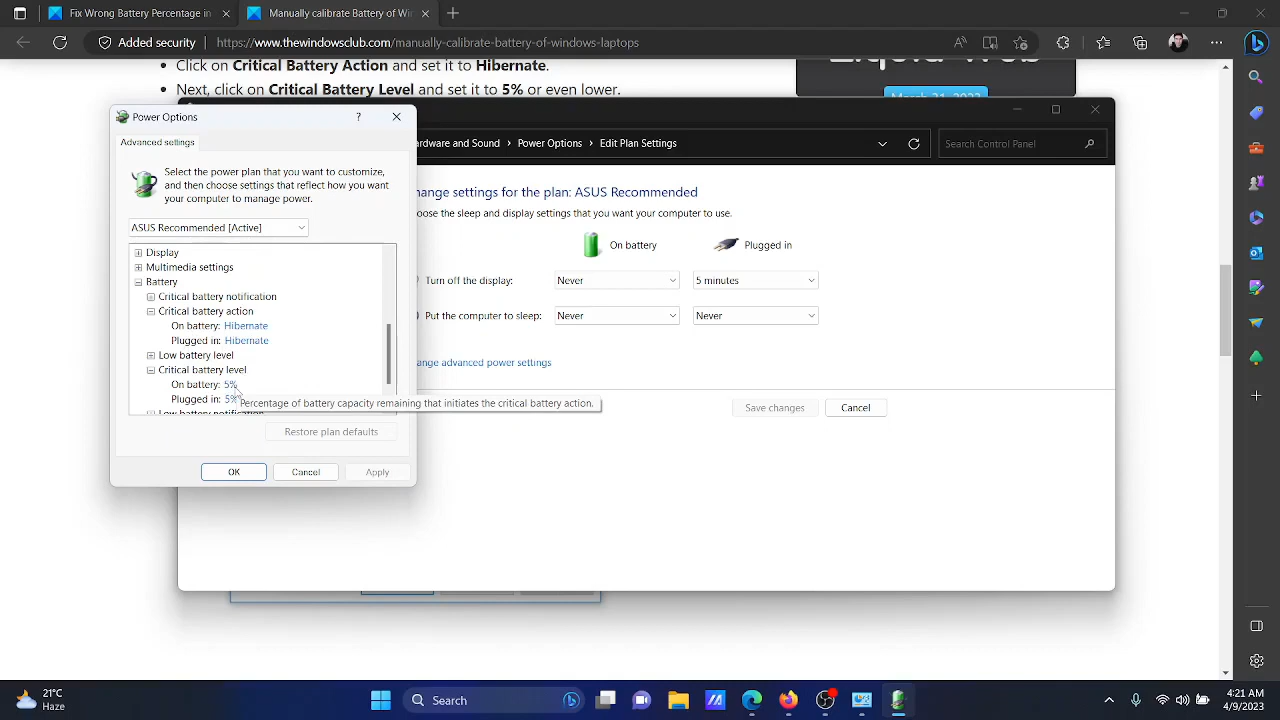 Fix Wrong Battery Percentage in
Manually calibrate Battery of Wi
Added security
https://www.thewindowsclub.com/manually-calibrate-battery-of-windows-laptops
Click on Critical Battery Action and set it to Hibernate.
Next, click on Critical Battery Level and set it to 5% or even lower.
Liquid Web
March 31, 2023
Power Options
Advanced settings
Select the power plan that you want to customize,
and then choose settings that reflect how you want
your computer to manage power.
ASUS Recommended [Active]
Display
Multimedia settings
Battery
Critical battery notification
Critical battery action
On battery: Hibernate
Plugged in: Hibernate
Low battery level
Critical battery level
On battery: 5%
Plugged in: 5%
Low battery notification
Percentage of battery capacity remaining that initiates the critical battery action.
Restore plan defaults
OK
Cancel
Apply
ardware and Sound
Power Options
Edit Plan Settings
Search Control Panel
ange settings for the plan: ASUS Recommended
oose the sleep and display settings that you want your computer to use.
On battery
Plugged in
Turn off the display:
Never
5 minutes
Put the computer to sleep:
Never
Never
ange advanced power settings
Save changes
Cancel
21°C
Haze
Search
4:21 AM
4/9/2023